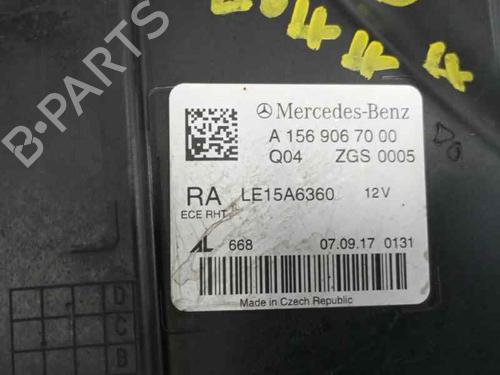 Mercedes-Benz
A 156 906 70 00
Q04 ZGS 0005
RA LE15A6360 12V
ECE RHT
AL 668 07.09.17 0131
Made in Czech Republic
D
C
B
B-PARTS